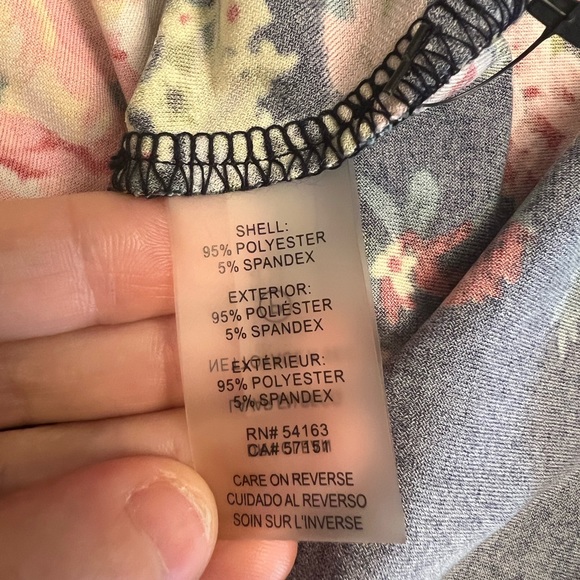 SHELL:
95% POLYESTER
5% SPANDEX
EXTERIOR:
95% POLIÉSTER
5% SPANDEX
EXTÉRIEUR:
95% POLYESTER
5% SPANDEX
RN# 54163
CA# 57151
CARE ON REVERSE
CUIDADO AL REVERSO
SOIN SUR L'INVERSE